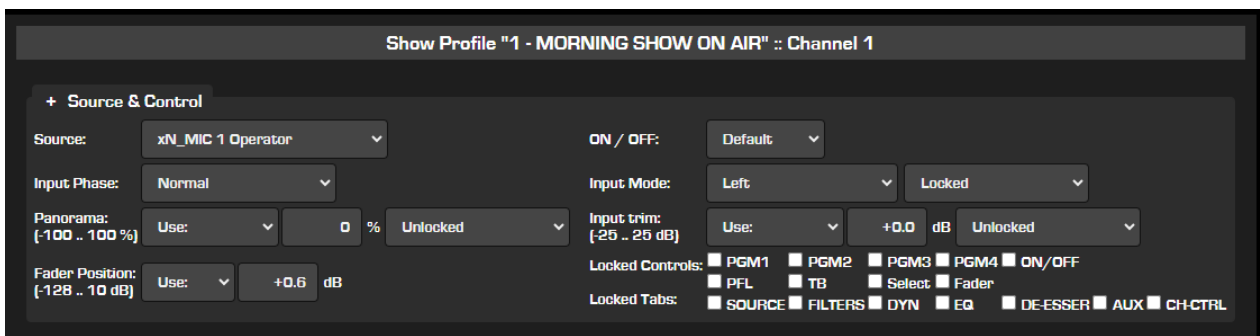 Show Profile "1 - MORNING SHOW ON AIR" :: Channel 1
+ Source & Control
Source: xN_MIC 1 Operator ON / OFF: Default
Input Phase: Normal Input Mode: Left Locked
Panorama: (-100 .. 100 %) Use: 0 % Unlocked Input trim: (-25 .. 25 dB) Use: +0.0 dB Unlocked
Fader Position: (-128 .. 10 dB) Use: +0.6 dB
Locked Controls: PGM1 PGM2 PGM3 PGM4 ON/OFF
PFL TB Select Fader
Locked Tabs: SOURCE FILTERS DYN EQ DE-ESSER AUX CH-CTRL